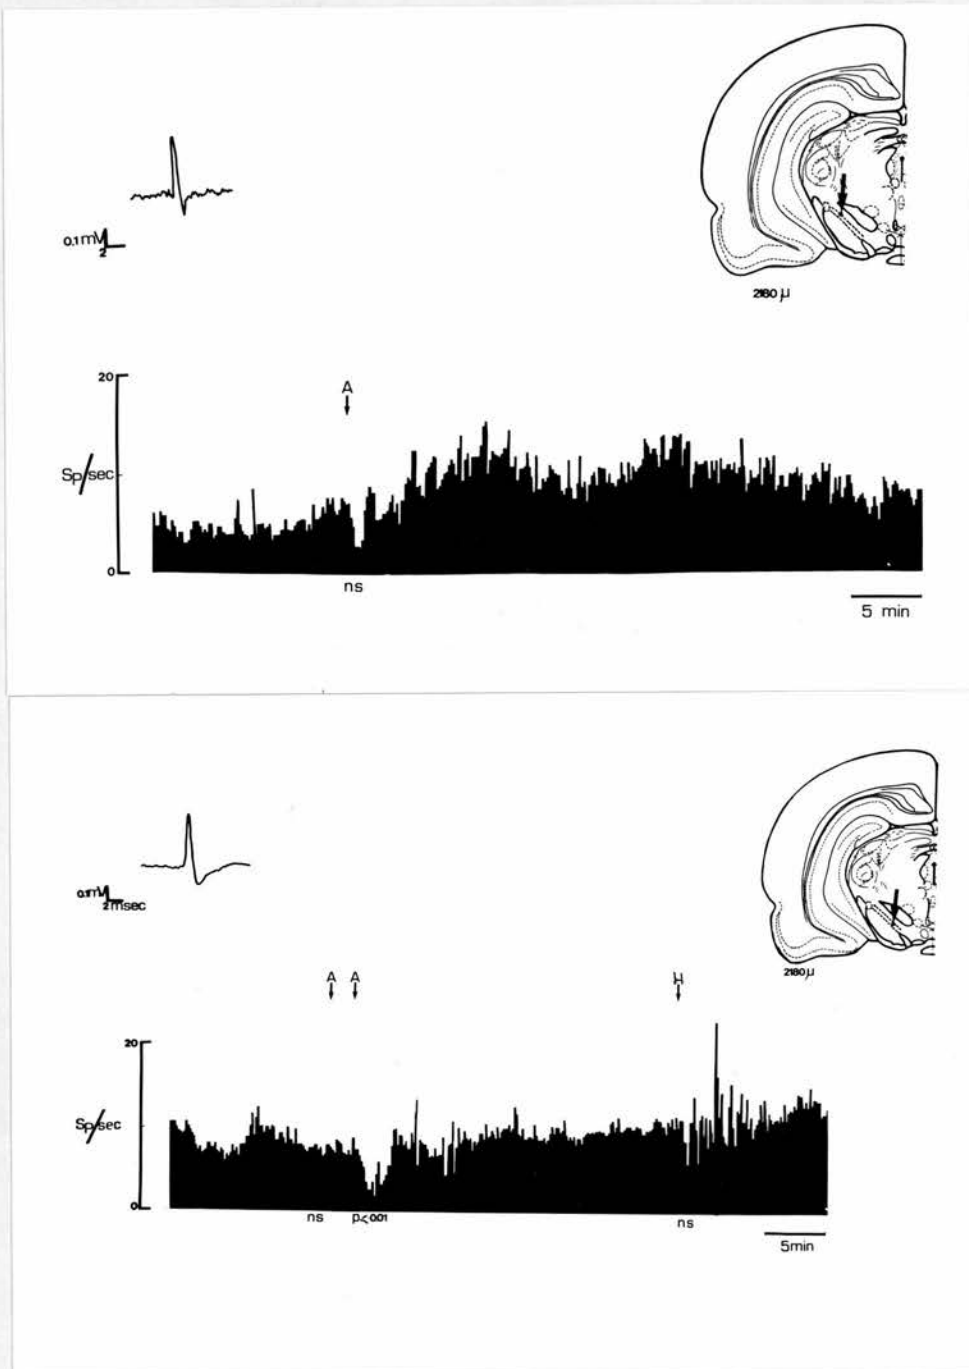 0.1mV
2
2180 µ
20
A
Sp/sec
0
ns
5 min
0.1mV
2msec
2180 µ
A A H
20
Sp/sec
0
ns p<0.01 ns
5min